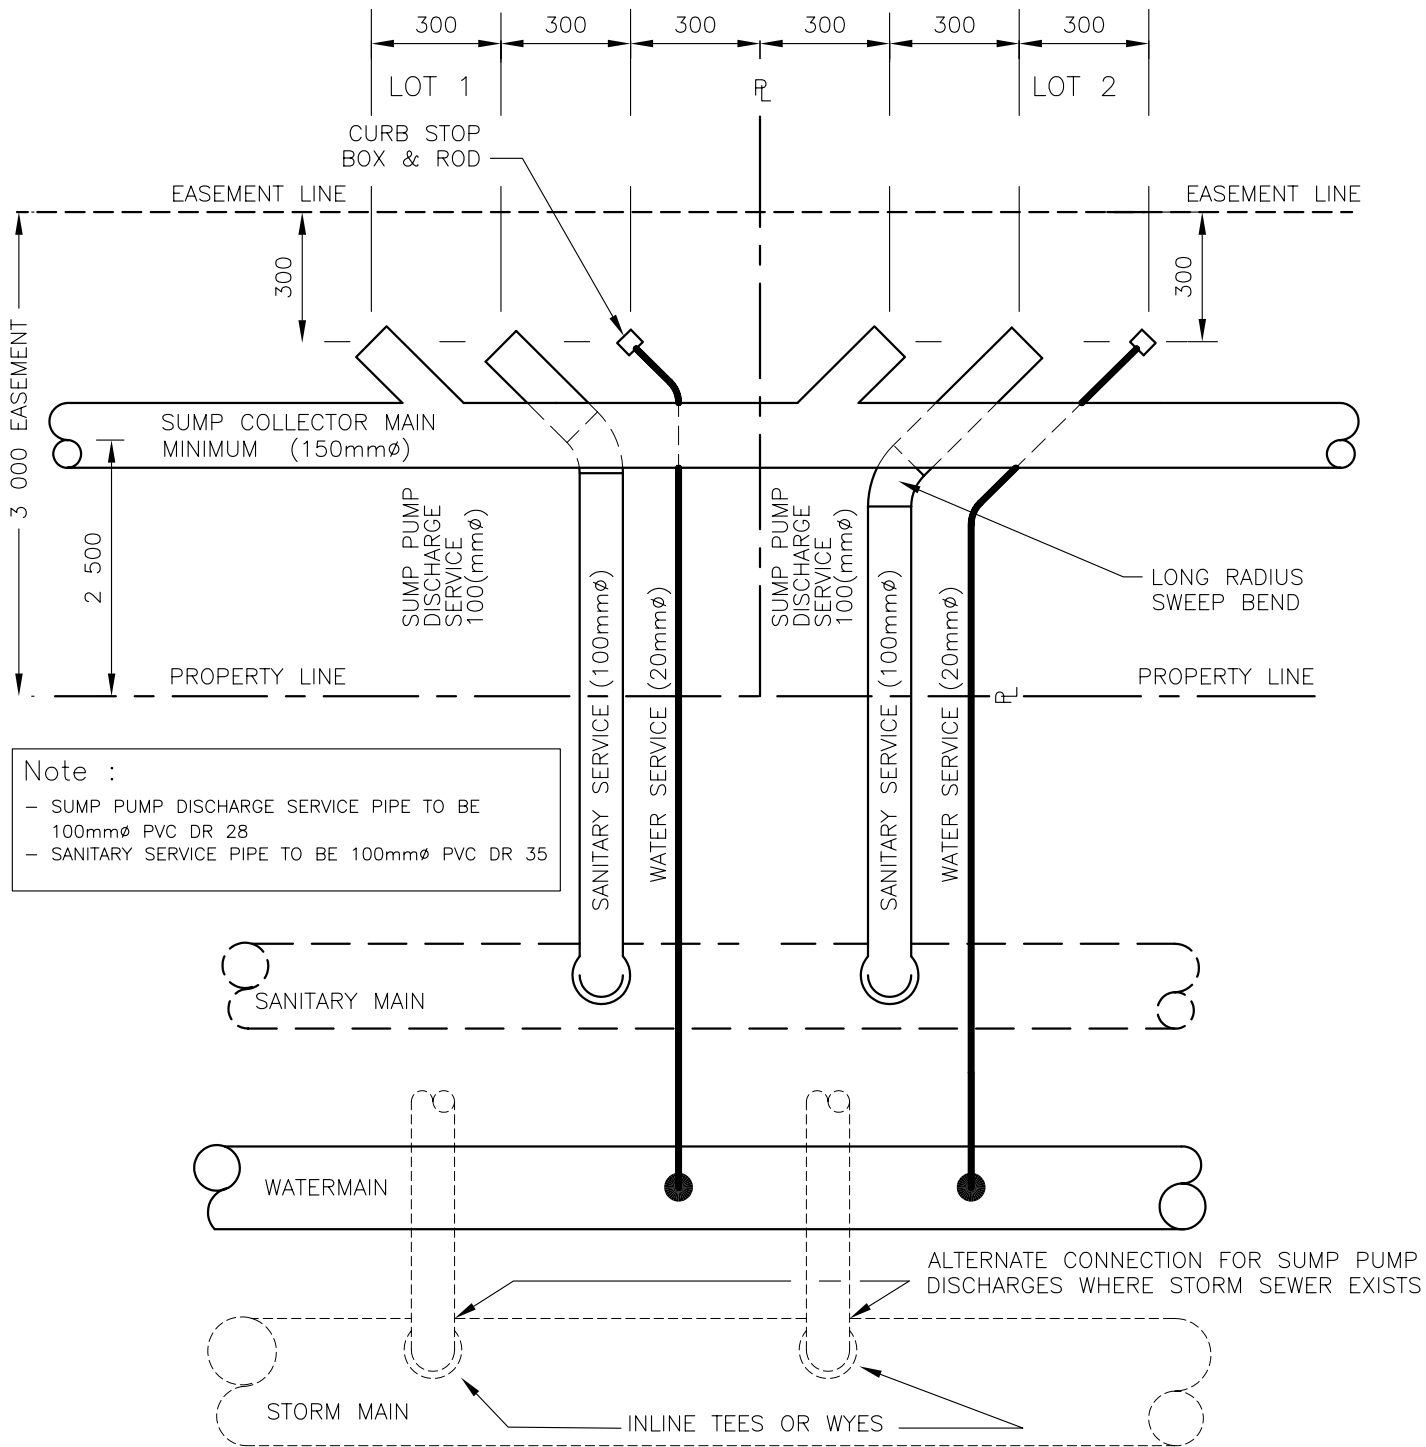 300
300
300
300
300
300
LOT 1
PL
LOT 2
CURB STOP
BOX & ROD
EASEMENT LINE
EASEMENT LINE
300
300
3 000 EASEMENT
SUMP COLLECTOR MAIN
MINIMUM (150mmø)
2 500
SUMP PUMP
DISCHARGE
SERVICE
100(mmø)
SUMP PUMP
DISCHARGE
SERVICE
100(mmø)
LONG RADIUS
SWEEP BEND
SANITARY SERVICE (100mmø)
WATER SERVICE (20mmø)
SANITARY SERVICE (100mmø)
WATER SERVICE (20mmø)
PROPERTY LINE
PL
PROPERTY LINE
Note :
– SUMP PUMP DISCHARGE SERVICE PIPE TO BE
100mmø PVC DR 28
– SANITARY SERVICE PIPE TO BE 100mmø PVC DR 35
SANITARY MAIN
WATERMAIN
ALTERNATE CONNECTION FOR SUMP PUMP
DISCHARGES WHERE STORM SEWER EXISTS
STORM MAIN
INLINE TEES OR WYES